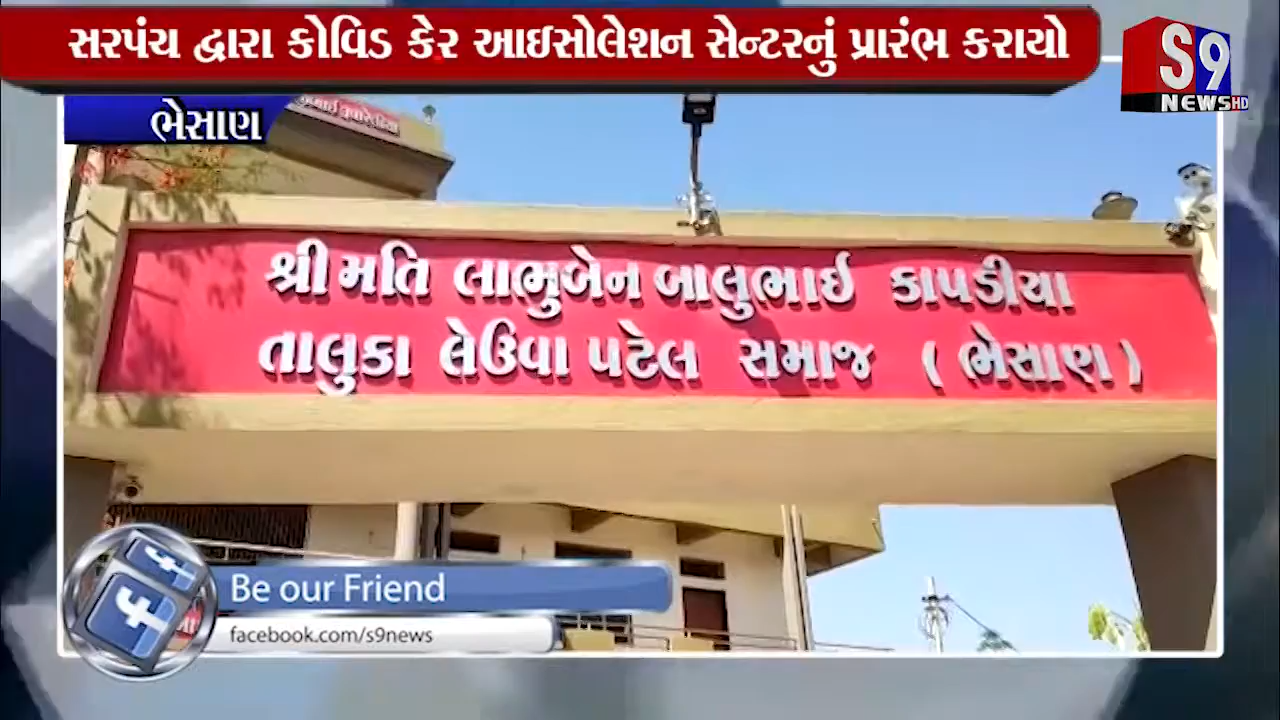 સરપંચ દ્વારા કોવિડ કેર આઇસોલેશન સેન્ટરનું પ્રારંભ કરાયો
S9
NEWS HD
ભેસાણ
શ્રીમતિ લાભુબેન બાલુભાઈ કાપડીયા
તાલુકા લેઉવા પટેલ સમાજ ( ભેસાણ )
Be our Friend
facebook.com/s9news